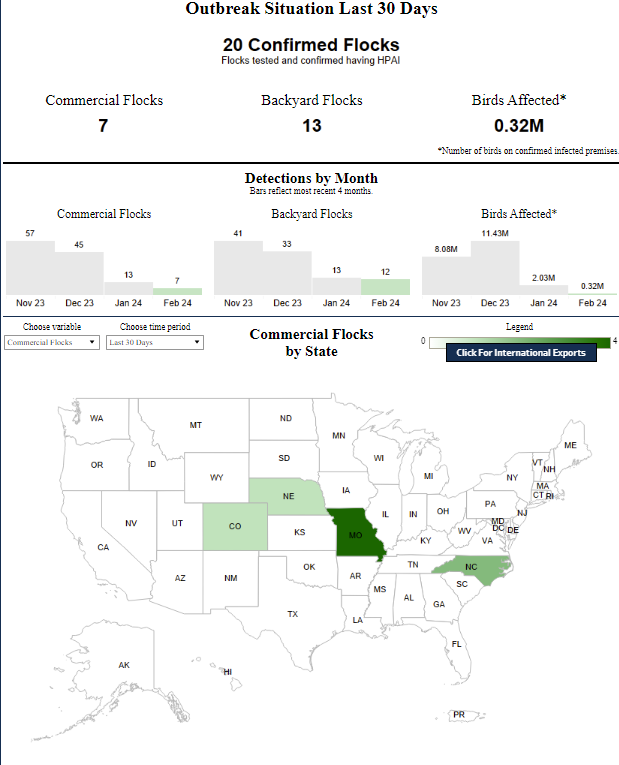 Outbreak Situation Last 30 Days
20 Confirmed Flocks
Flocks tested and confirmed having HPAI
Commercial Flocks Backyard Flocks Birds Affected*
7 13 0.32M
*Number of birds on confirmed infected premises.
Detections by Month
Bars reflect most recent 4 months.
Commercial Flocks Backyard Flocks Birds Affected*
57 45 13 7
Nov 23 Dec 23 Jan 24 Feb 24
41 33 13 12
Nov 23 Dec 23 Jan 24 Feb 24
8.08M 11.43M 2.03M 0.32M
Nov 23 Dec 23 Jan 24 Feb 24
Choose variable Choose time period
Commercial Flocks Last 30 Days
Commercial Flocks
by State
Legend
0 4
Click For International Exports
WA MT ND MN ME
OR ID SD WI MI VT NH
WY NY MA
NE IA CT RI
NV UT CO IL IN OH PA NJ
MD
DC DE
CA KS MO KY WV VA
AZ NM OK AR TN NC
SC
TX LA MS AL GA
FL
AK HI
PR